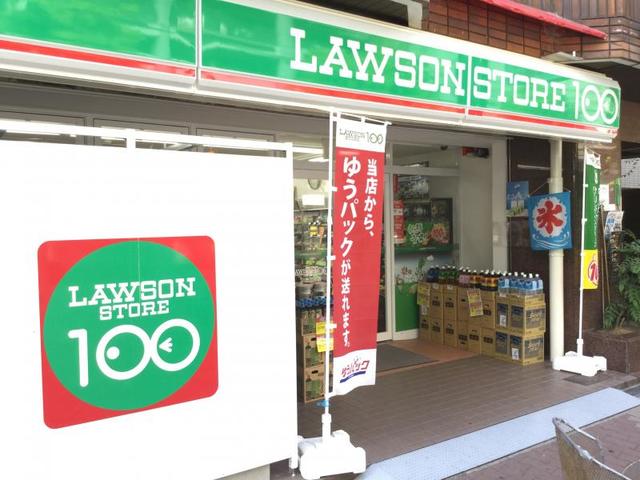 LAWSON STORE 100
LAWSON
STORE
100
LAWSON
STORE 100
当店から、
ゆうパックが送れます。
ゆうパック
氷